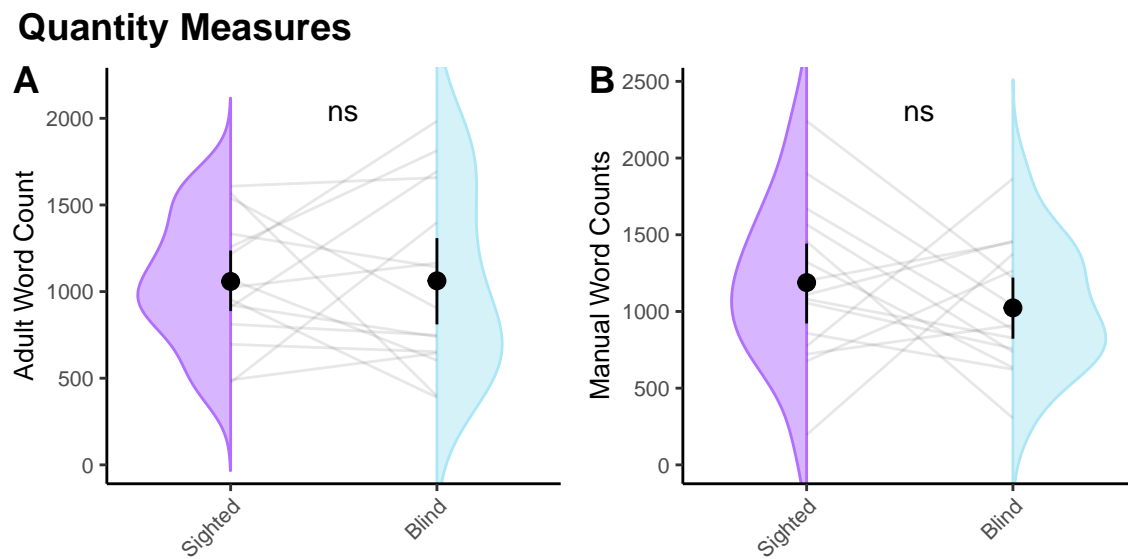 Quantity Measures
A
ns
Adult Word Count
2000
1500
1000
500
0
Sighted
Blind
B
ns
Manual Word Counts
2500
2000
1500
1000
500
0
Sighted
Blind